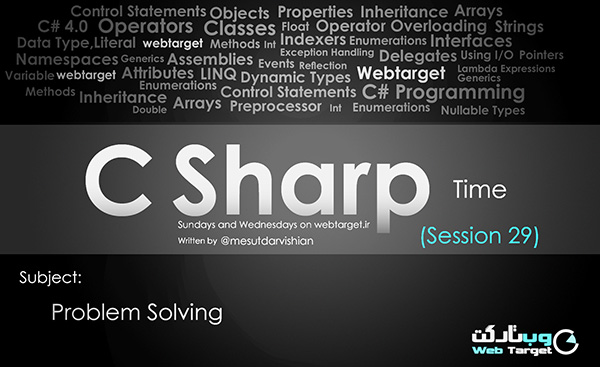 Control Statements Objects Properties Inheritance Arrays
C# 4.0 Operators Classes Float Operator Overloading Strings
Data Type,Literal webtarget Methods Int Indexers Enumerations Interfaces
Exception Handling
Namespaces Generics Assemblies Events Reflection Delegates Using I/O Pointers
Variable webtarget Attributes LINQ Dynamic Types Webtarget Lambda Expressions
Generics
Methods Enumerations Control Statements C# Programming
Inheritance Arrays Preprocessor Int Enumerations Nullable Types
Double
C Sharp Time
Sundays and Wednesdays on webtarget.ir
Written by @mesutdarvishian
(Session 29)
Subject:
Problem Solving
وب تارگت
Web Target